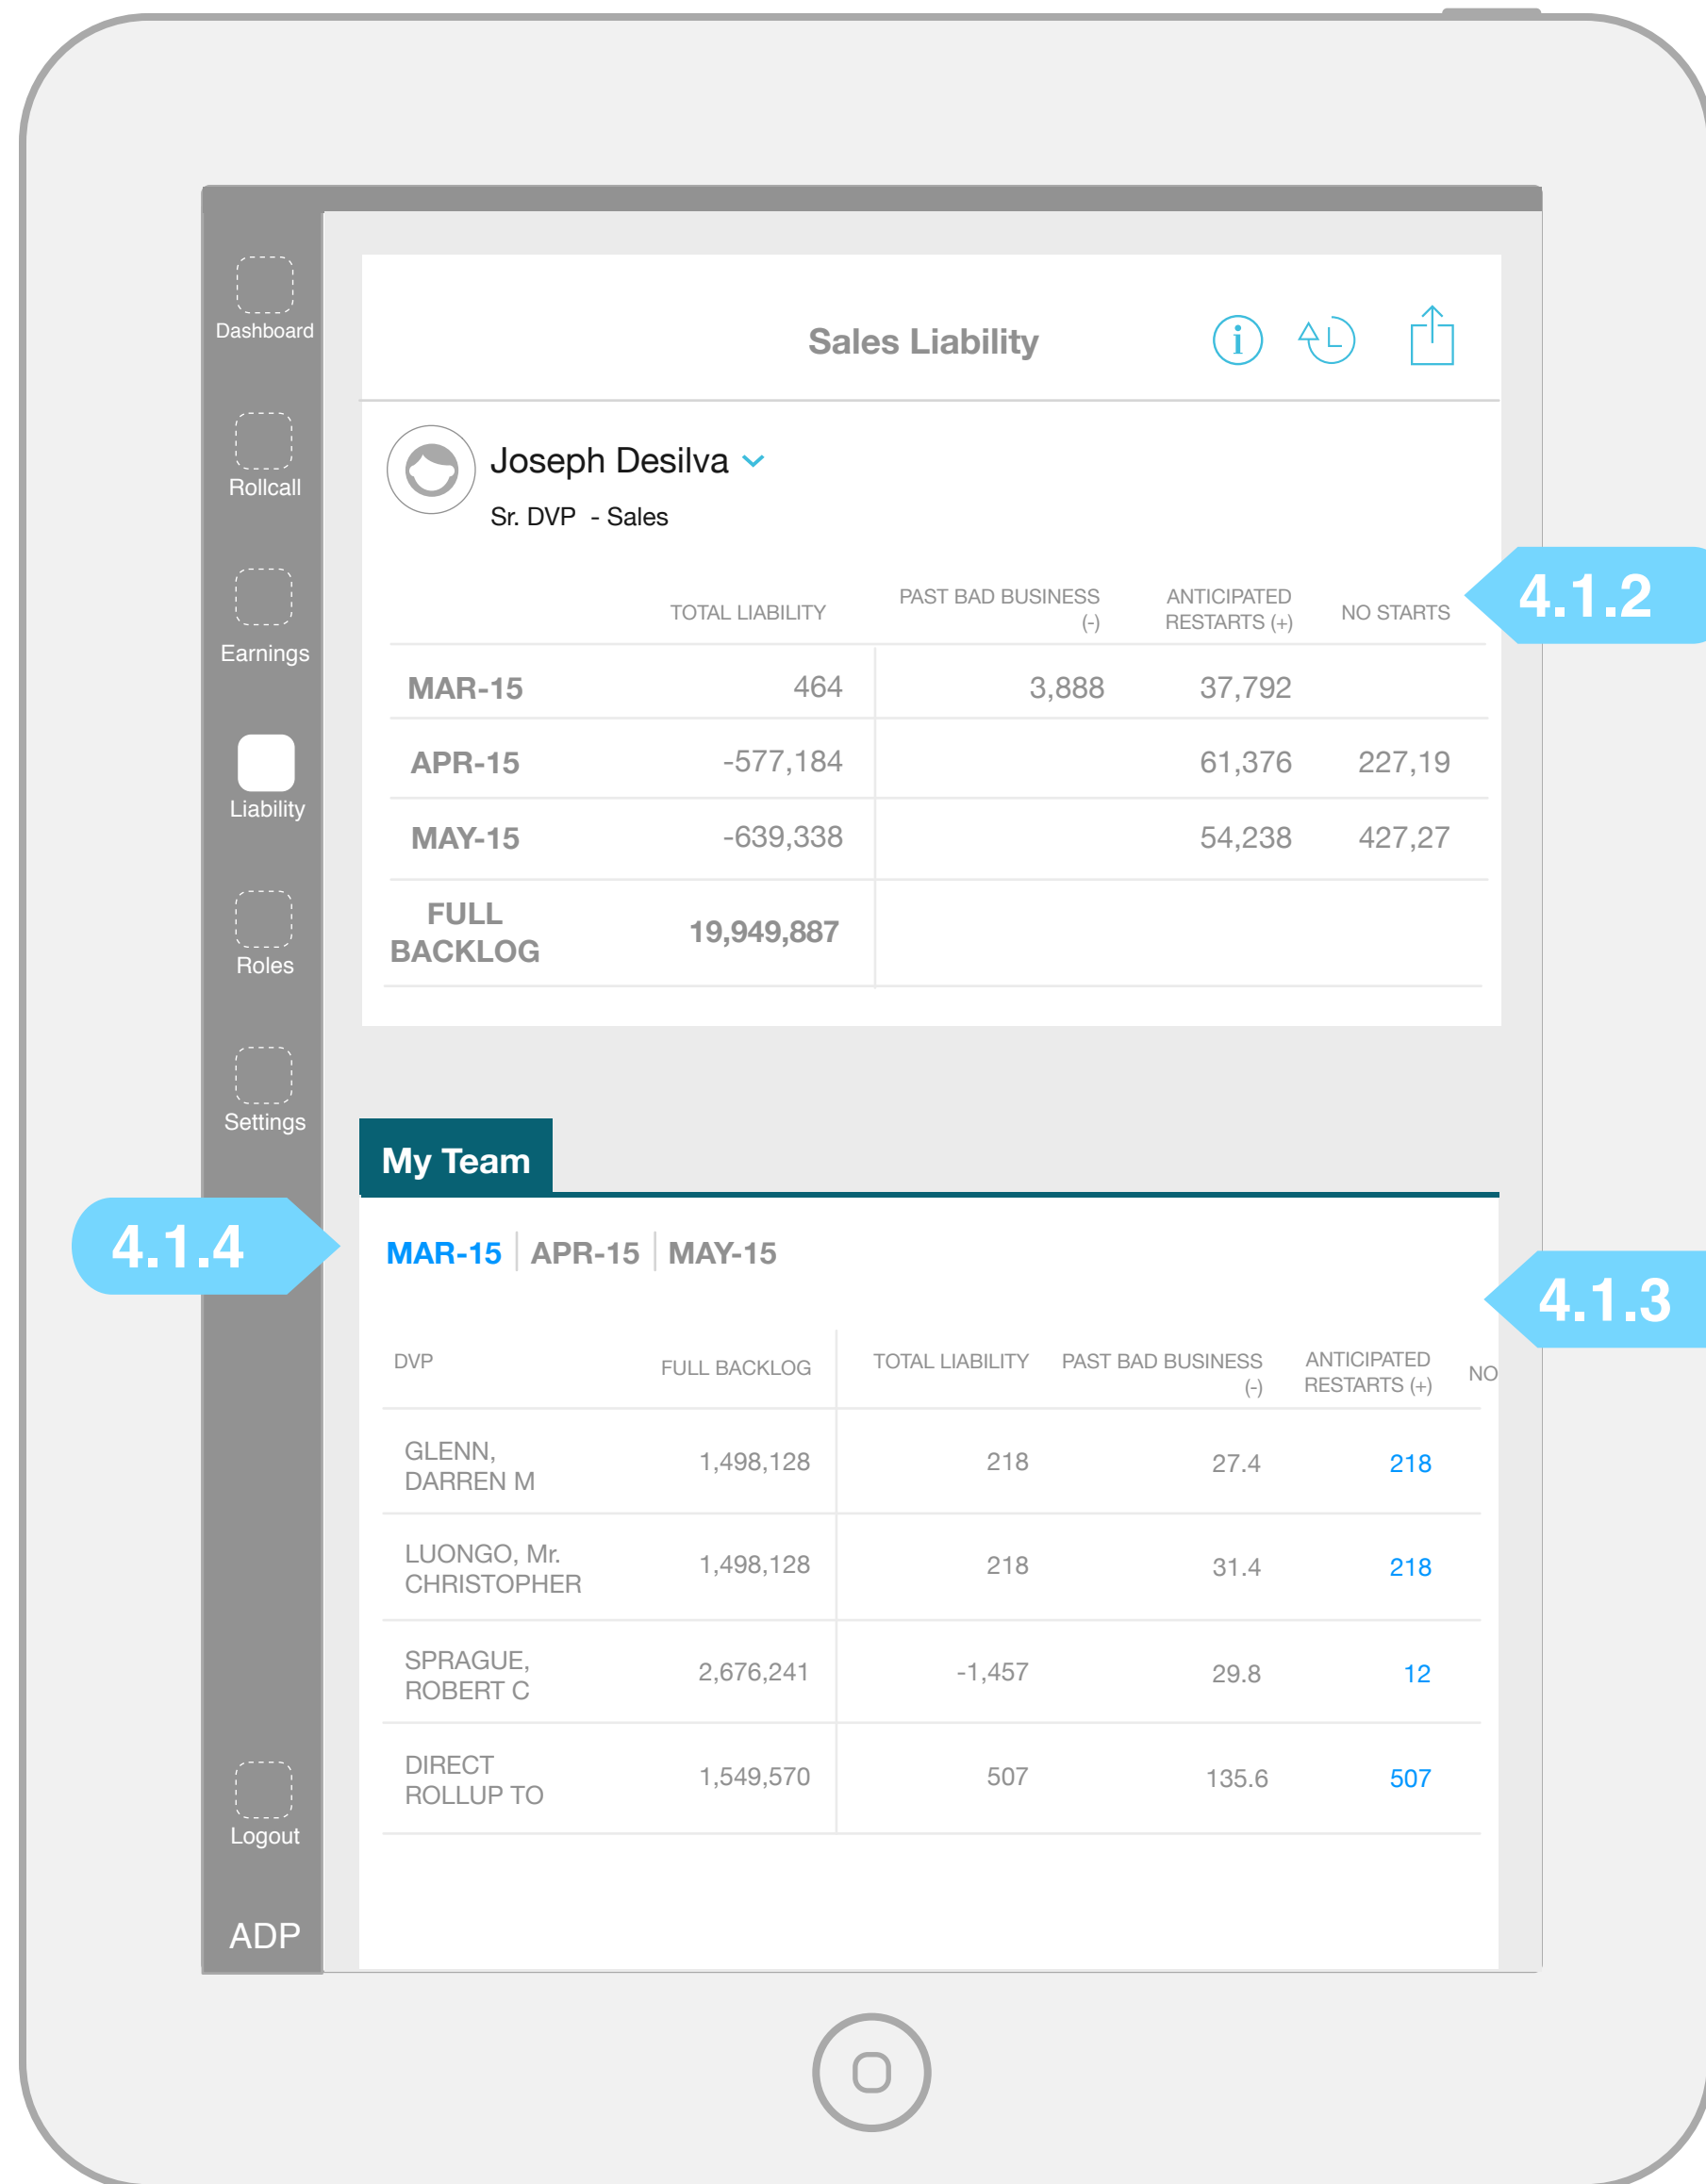 Dashboard
Rollcall
Earnings
Liability
Roles
Settings
Logout
ADP
Sales Liability
i
Joseph Desilva
Sr. DVP - Sales
4.1.2
TOTAL LIABILITY PAST BAD BUSINESS (-) ANTICIPATED RESTARTS (+) NO STARTS
MAR-15 464 3,888 37,792
APR-15 -577,184 61,376 227,19
MAY-15 -639,338 54,238 427,27
FULL
BACKLOG 19,949,887
My Team
4.1.4
MAR-15 APR-15 MAY-15
4.1.3
DVP FULL BACKLOG TOTAL LIABILITY PAST BAD BUSINESS (-) ANTICIPATED RESTARTS (+) NO
GLENN,
DARREN M 1,498,128 218 27.4 218
LUONGO, Mr.
CHRISTOPHER 1,498,128 218 31.4 218
SPRAGUE,
ROBERT C 2,676,241 -1,457 29.8 12
DIRECT
ROLLUP TO 1,549,570 507 135.6 507